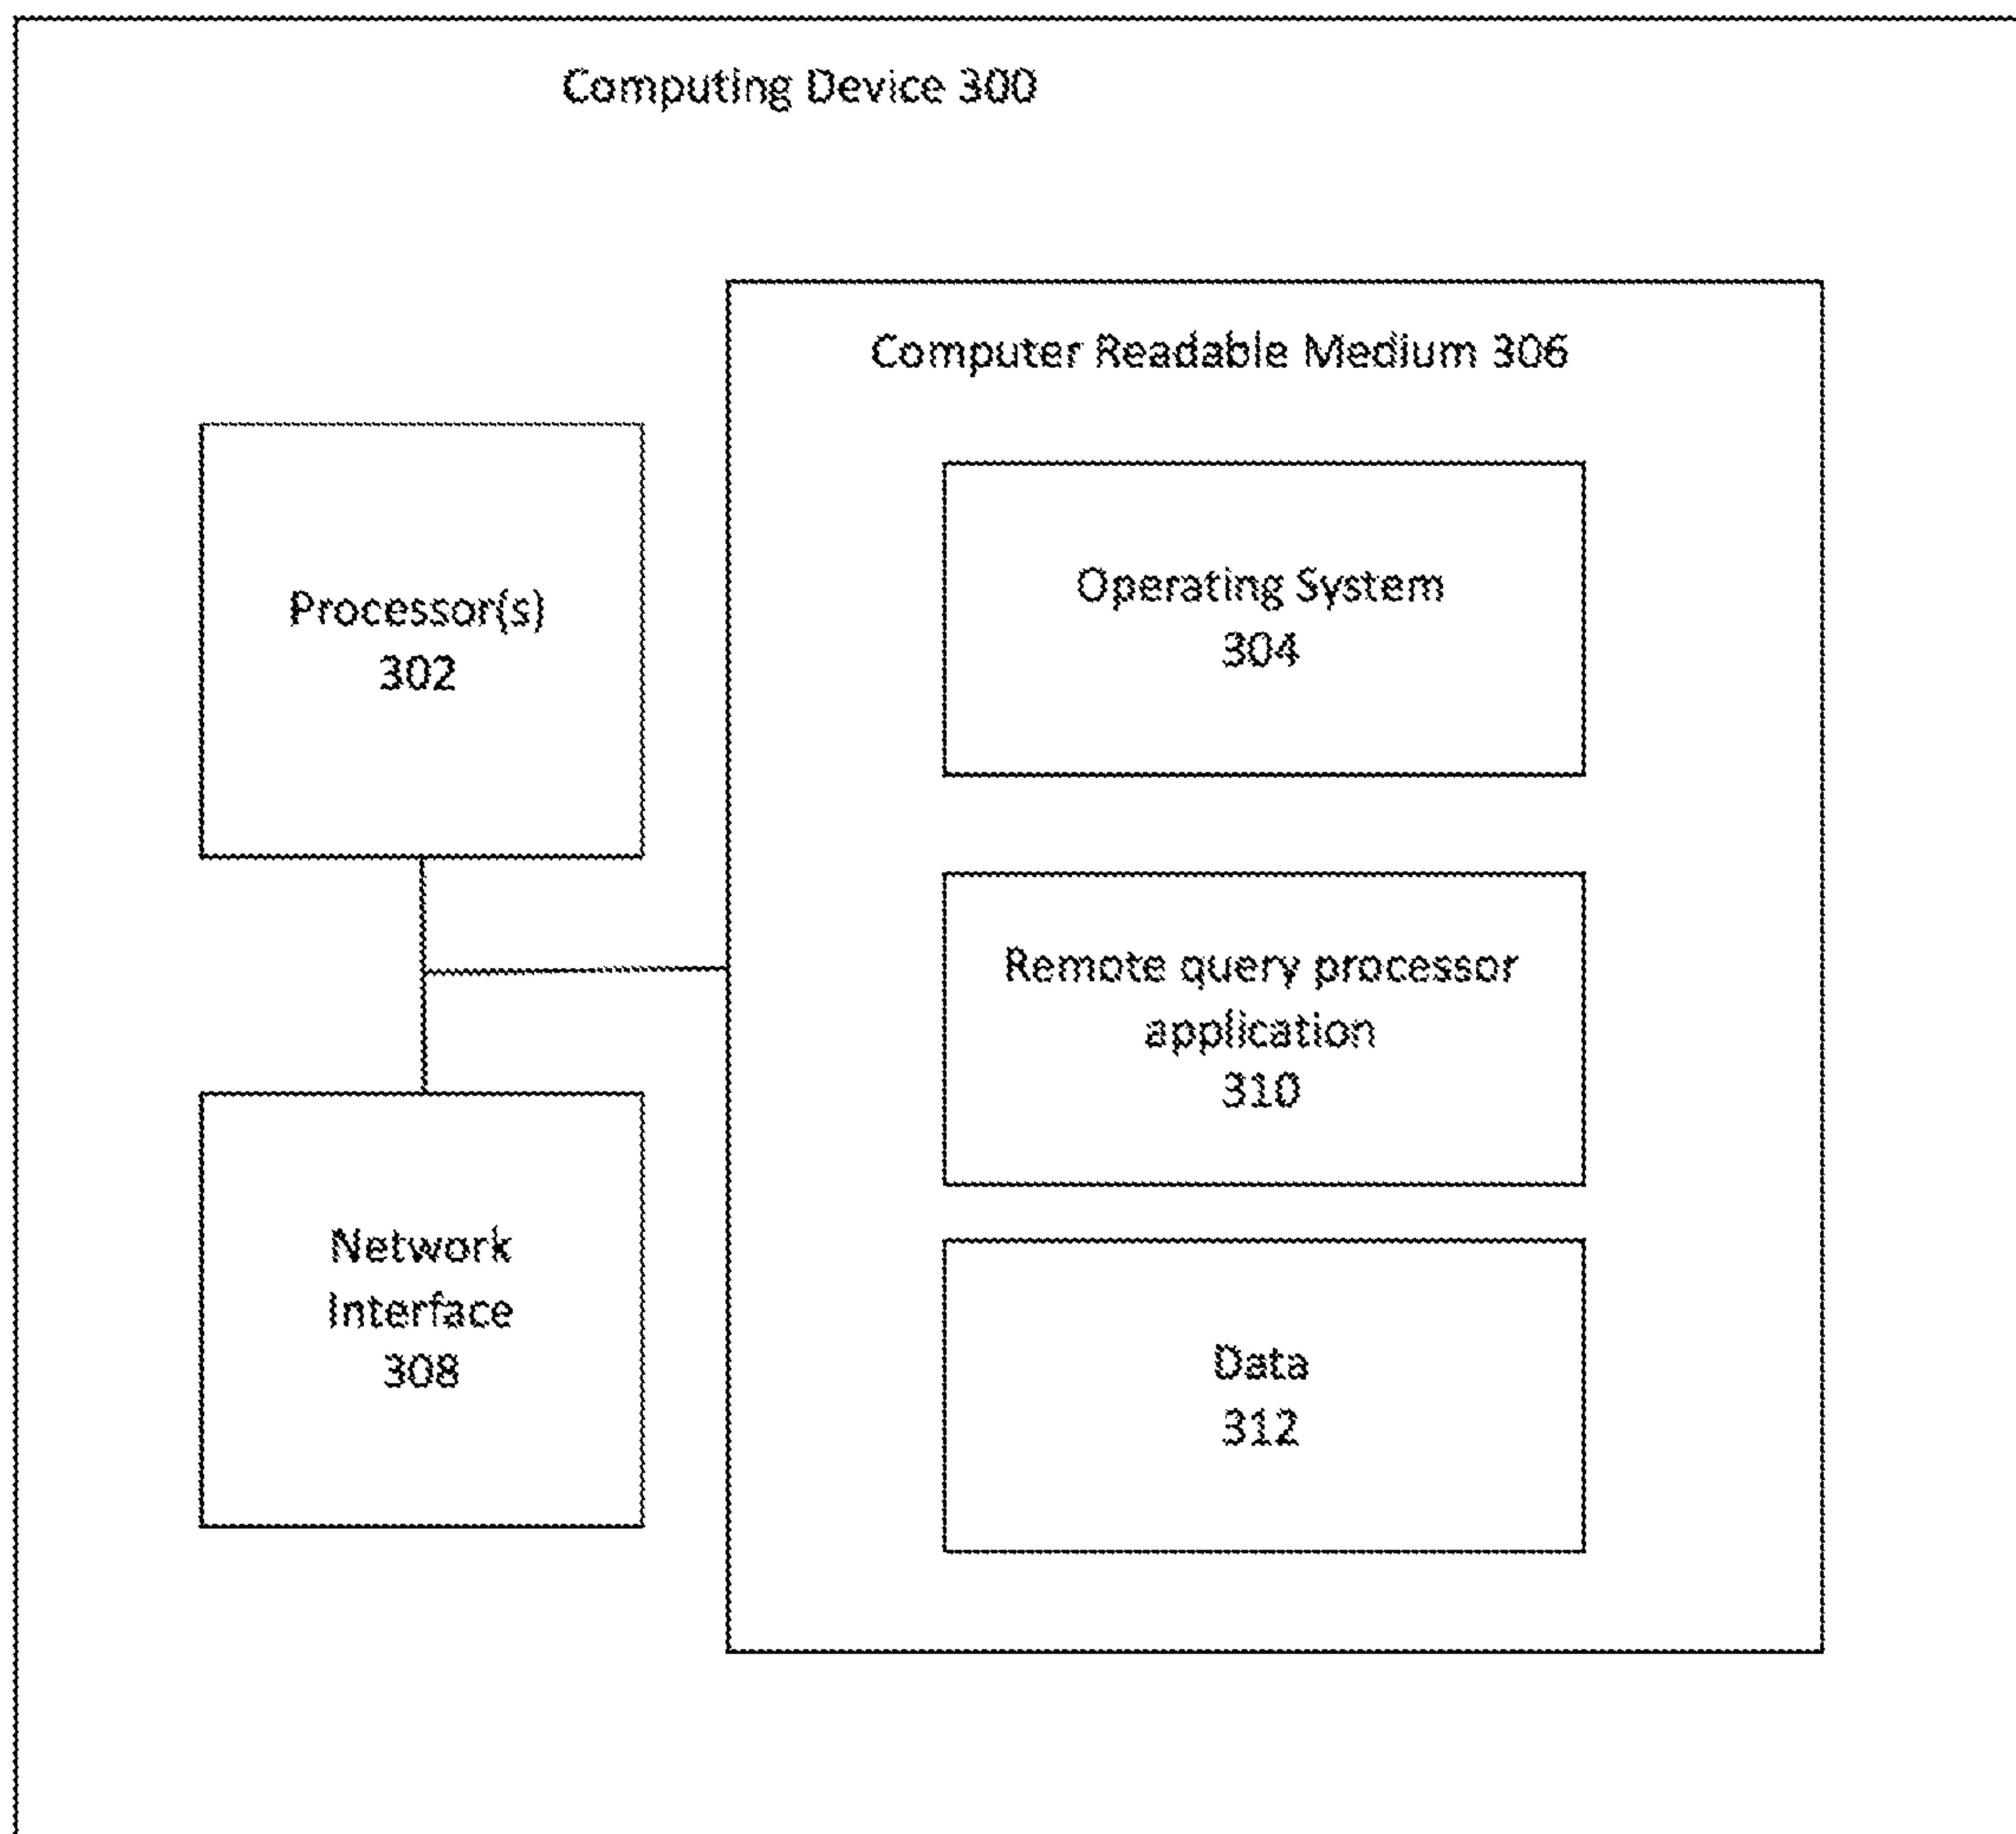 Computing Device 300
Computer Readable Medium 306
Processor(s)
302
Operating System
304
Remote query processor
application
310
Network
Interface
308
Data
312